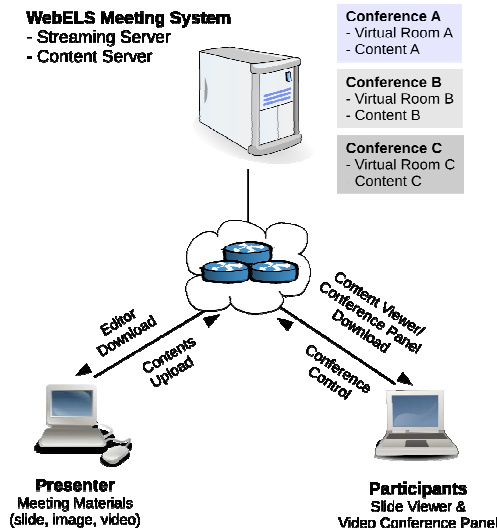 WebELS Meeting System
- Streaming Server
- Content Server
Conference A
- Virtual Room A
- Content A
Conference B
- Virtual Room B
- Content B
Conference C
- Virtual Room C
Content C
Editor
Download
Contents
Upload
Content Viewer/
Conference Panel
Download
Conference
Control
Presenter
Meeting Materials
(slide, image, video)
Participants
Slide Viewer &
Video Conference Panel